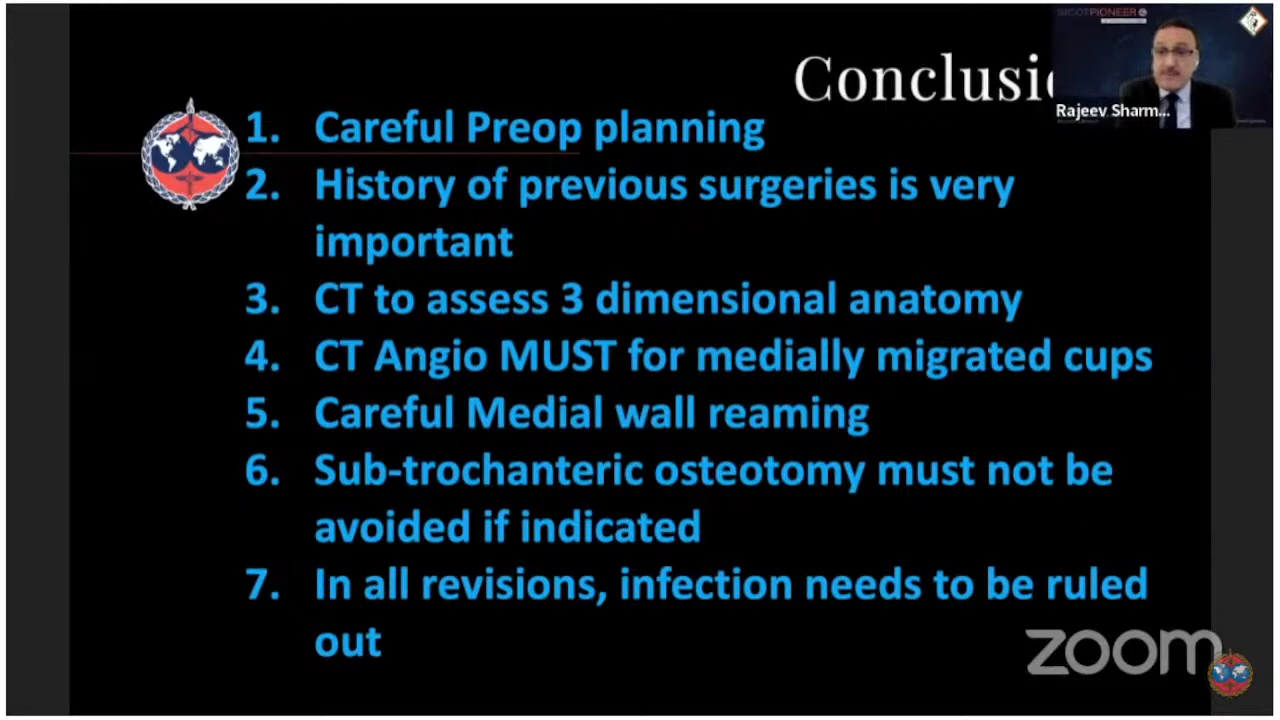 SICOTPIONEER
Conclusi
Rajeev Sharm...
1. Careful Preop planning
2. History of previous surgeries is very
important
3. CT to assess 3 dimensional anatomy
4. CT Angio MUST for medially migrated cups
5. Careful Medial wall reaming
6. Sub-trochanteric osteotomy must not be
avoided if indicated
7. In all revisions, infection needs to be ruled
out
zoom